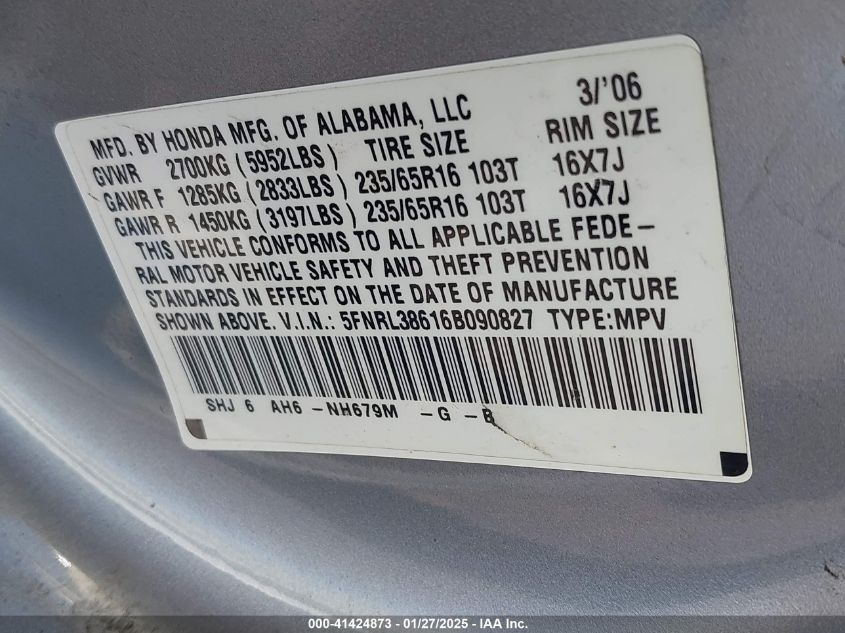 MFD. BY HONDA MFG. OF ALABAMA, LLC 3/'06
GVWR 2700KG (5952LBS) TIRE SIZE RIM SIZE
GAWR F 1285KG (2833LBS) 235/65R16 103T 16X7J
GAWR R 1450KG (3197LBS) 235/65R16 103T 16X7J
THIS VEHICLE CONFORMS TO ALL APPLICABLE FEDE-
RAL MOTOR VEHICLE SAFETY AND THEFT PREVENTION
STANDARDS IN EFFECT ON THE DATE OF MANUFACTURE
SHOWN ABOVE. V.I.N.: 5FNRL38616B090827 TYPE:MPV
SHJ 6 AH6 -NH679M -G -B
000-41424873 - 01/27/2025 - IAAI Inc.